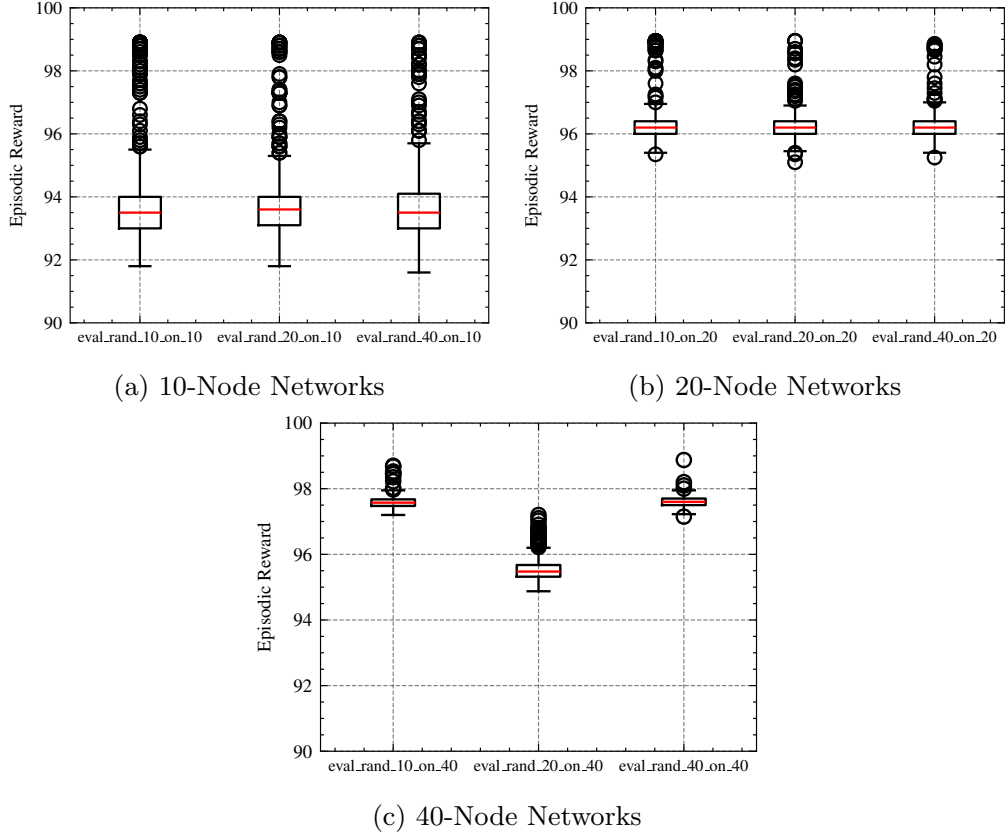 100
98
96
94
92
90
Episodic Reward
eval_rand_10_on_10 eval_rand_20_on_10 eval_rand_40_on_10
(a) 10-Node Networks
100
98
96
94
92
90
Episodic Reward
eval_rand_10_on_20 eval_rand_20_on_20 eval_rand_40_on_20
(b) 20-Node Networks
100
98
96
94
92
90
Episodic Reward
eval_rand_10_on_40 eval_rand_20_on_40 eval_rand_40_on_40
(c) 40-Node Networks